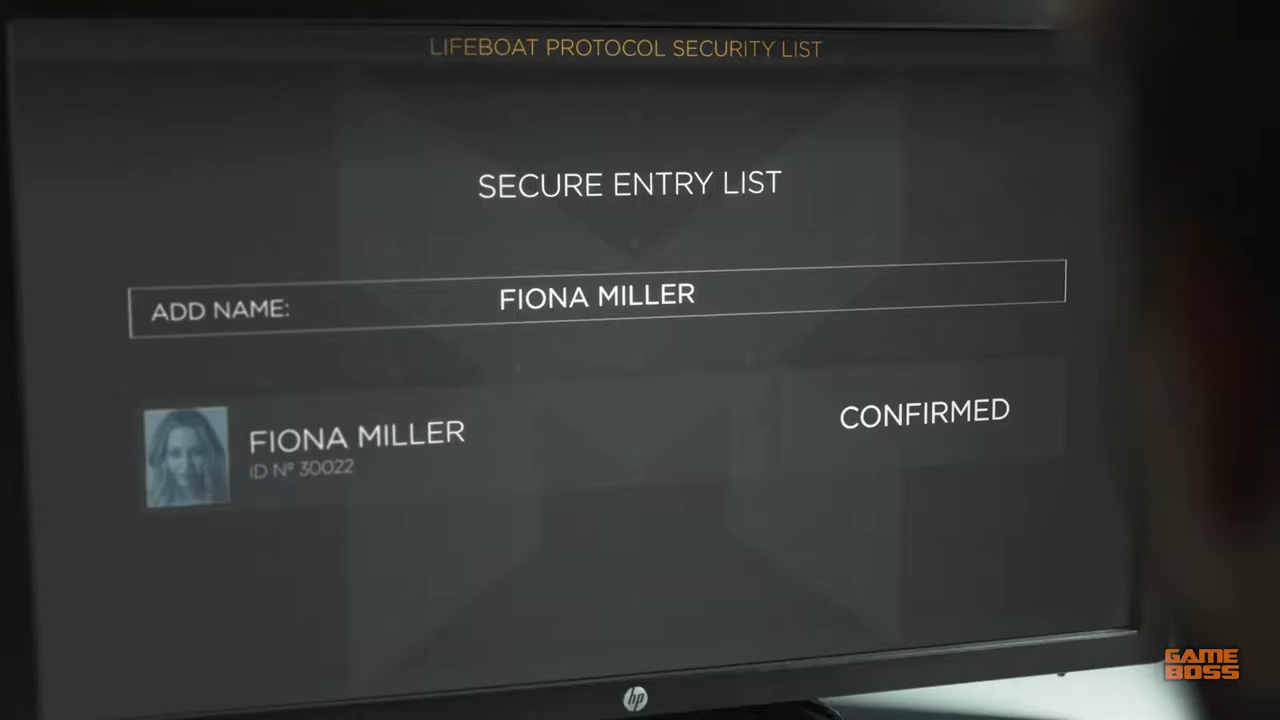 LIFEBOAT PROTOCOL SECURITY LIST
SECURE ENTRY LIST
ADD NAME: FIONA MILLER
FIONA MILLER
CONFIRMED
ID Nº 30022
hp
GAME
BOSS